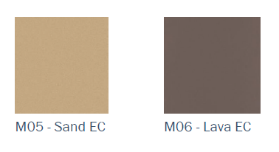 M05 - Sand EC
M06 - Lava EC